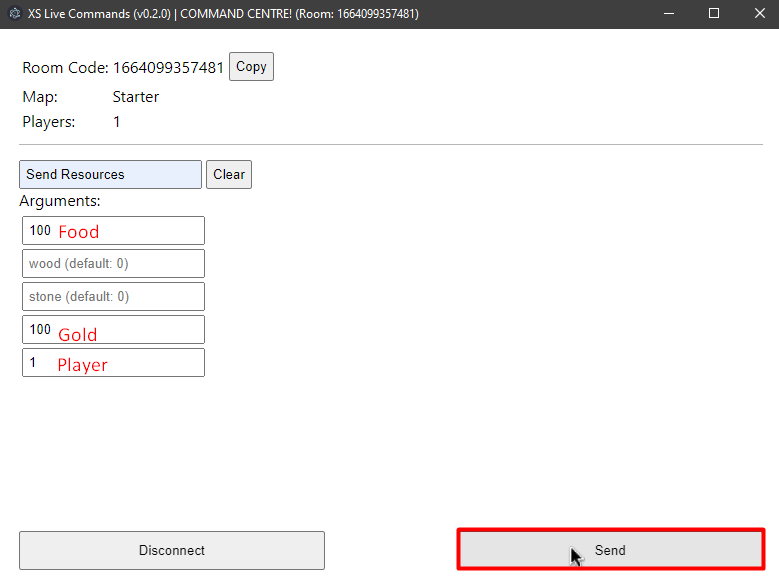 XS Live Commands (v0.2.0) | COMMAND CENTRE! (Room: 1664099357481)
Room Code: 1664099357481 Copy
Map: Starter
Players: 1
Send Resources Clear
Arguments:
100 Food
wood (default: 0)
stone (default: 0)
100 Gold
1 Player
Disconnect Send